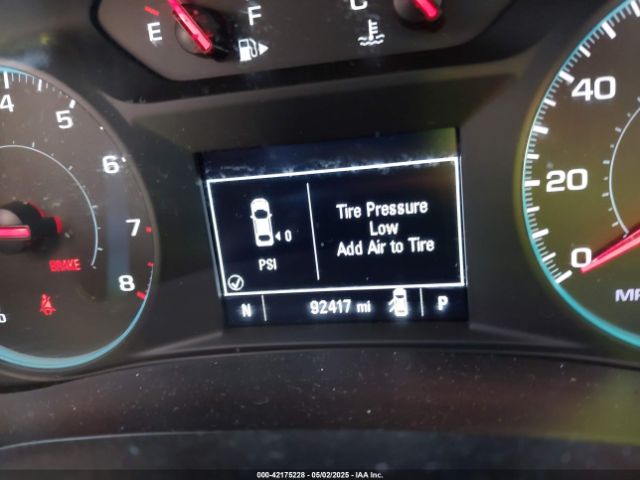 E F C
4 5 6 7 8
BRAKE
40 20 0
Tire Pressure
Low
Add Air to Tire
0
PSI
N 92417 mi P
000-42175228 - 05/02/2025 - IAAI, Inc.